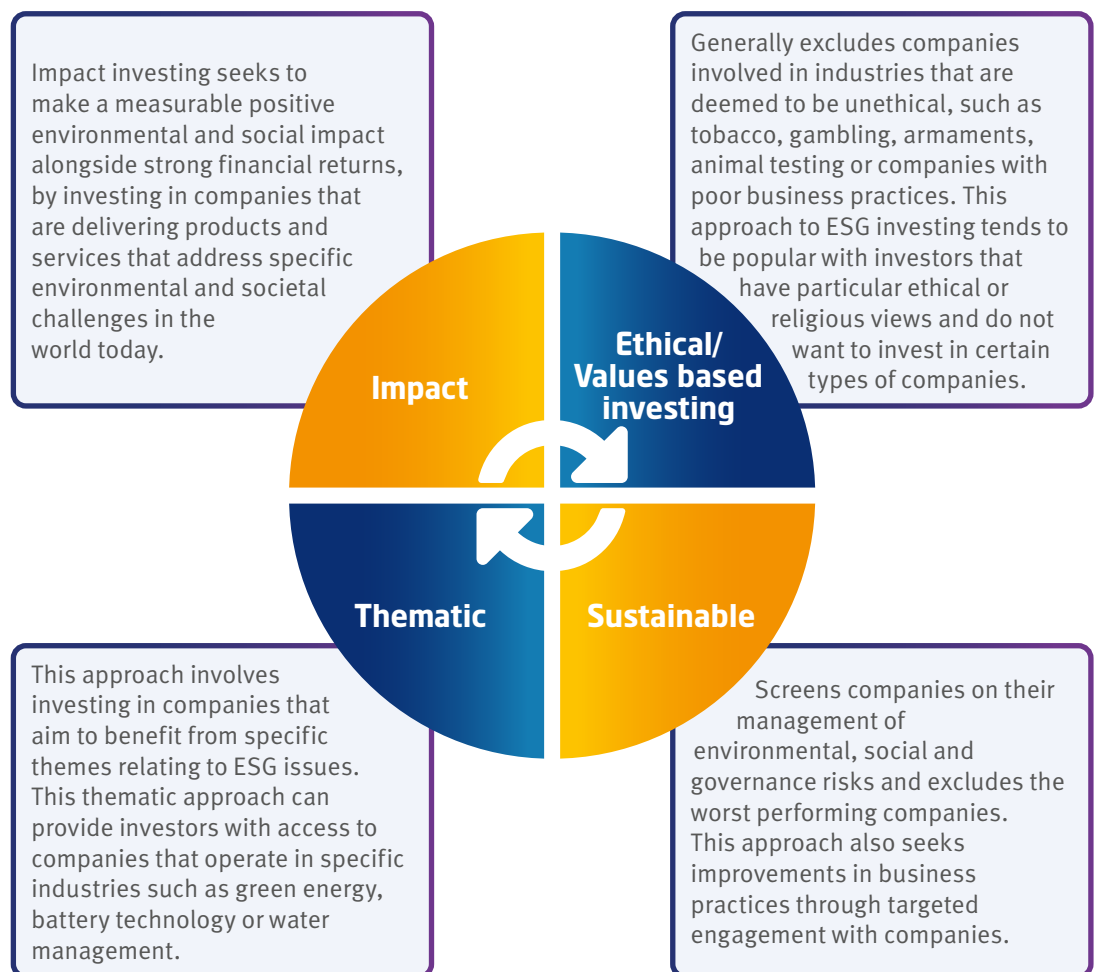 Impact investing seeks to
make a measurable positive
environmental and social impact
alongside strong financial returns,
by investing in companies that
are delivering products and
services that address specific
environmental and societal
challenges in the
world today.
Generally excludes companies
involved in industries that are
deemed to be unethical, such as
tobacco, gambling, armaments,
animal testing or companies with
poor business practices. This
approach to ESG investing tends to
be popular with investors that
have particular ethical or
religious views and do not
want to invest in certain
types of companies.
Impact
Ethical/
Values based
investing
Thematic
Sustainable
This approach involves
investing in companies that
aim to benefit from specific
themes relating to ESG issues.
This thematic approach can
provide investors with access to
companies that operate in specific
industries such as green energy,
battery technology or water
management.
Screens companies on their
management of
environmental, social and
governance risks and excludes the
worst performing companies.
This approach also seeks
improvements in business
practices through targeted
engagement with companies.